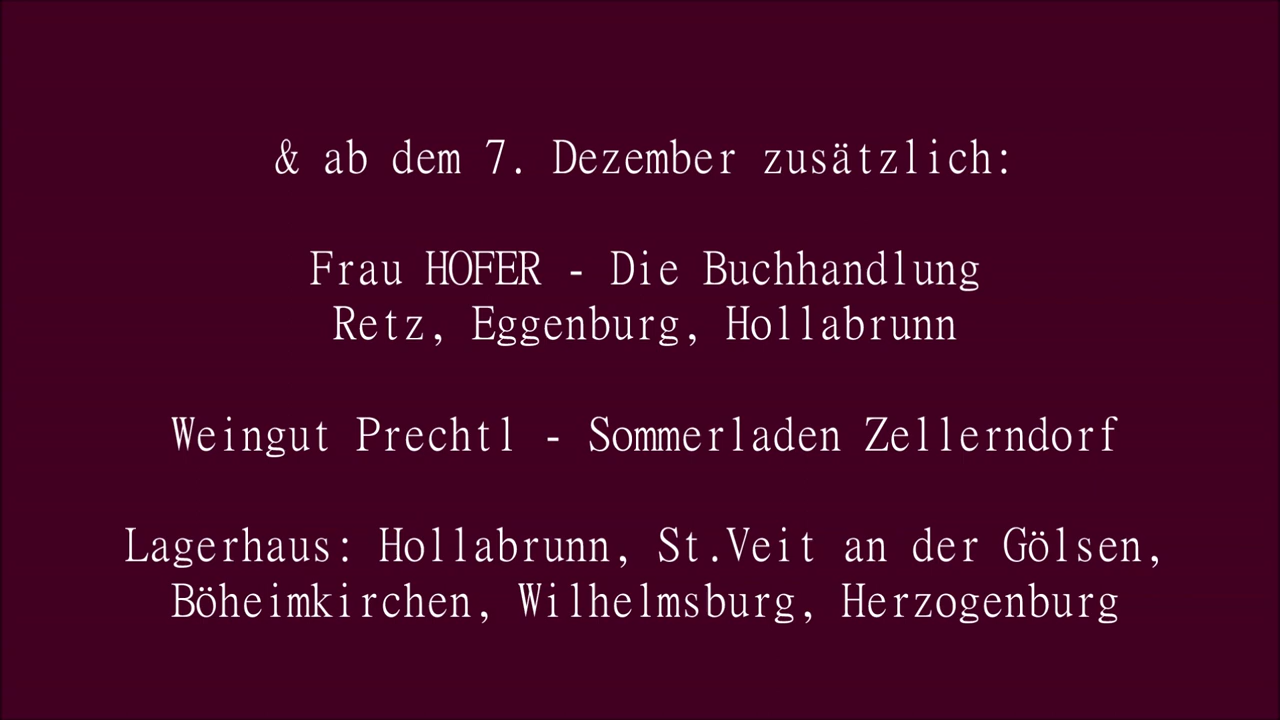 & ab dem 7. Dezember zusätzlich:
Frau HOFER - Die Buchhandlung
Retz, Eggenburg, Hollabrunn
Weingut Prechtl - Sommerladen Zellerndorf
Lagerhaus: Hollabrunn, St.Veit an der Gölsen,
Böheimkirchen, Wilhelmsburg, Herzogenburg